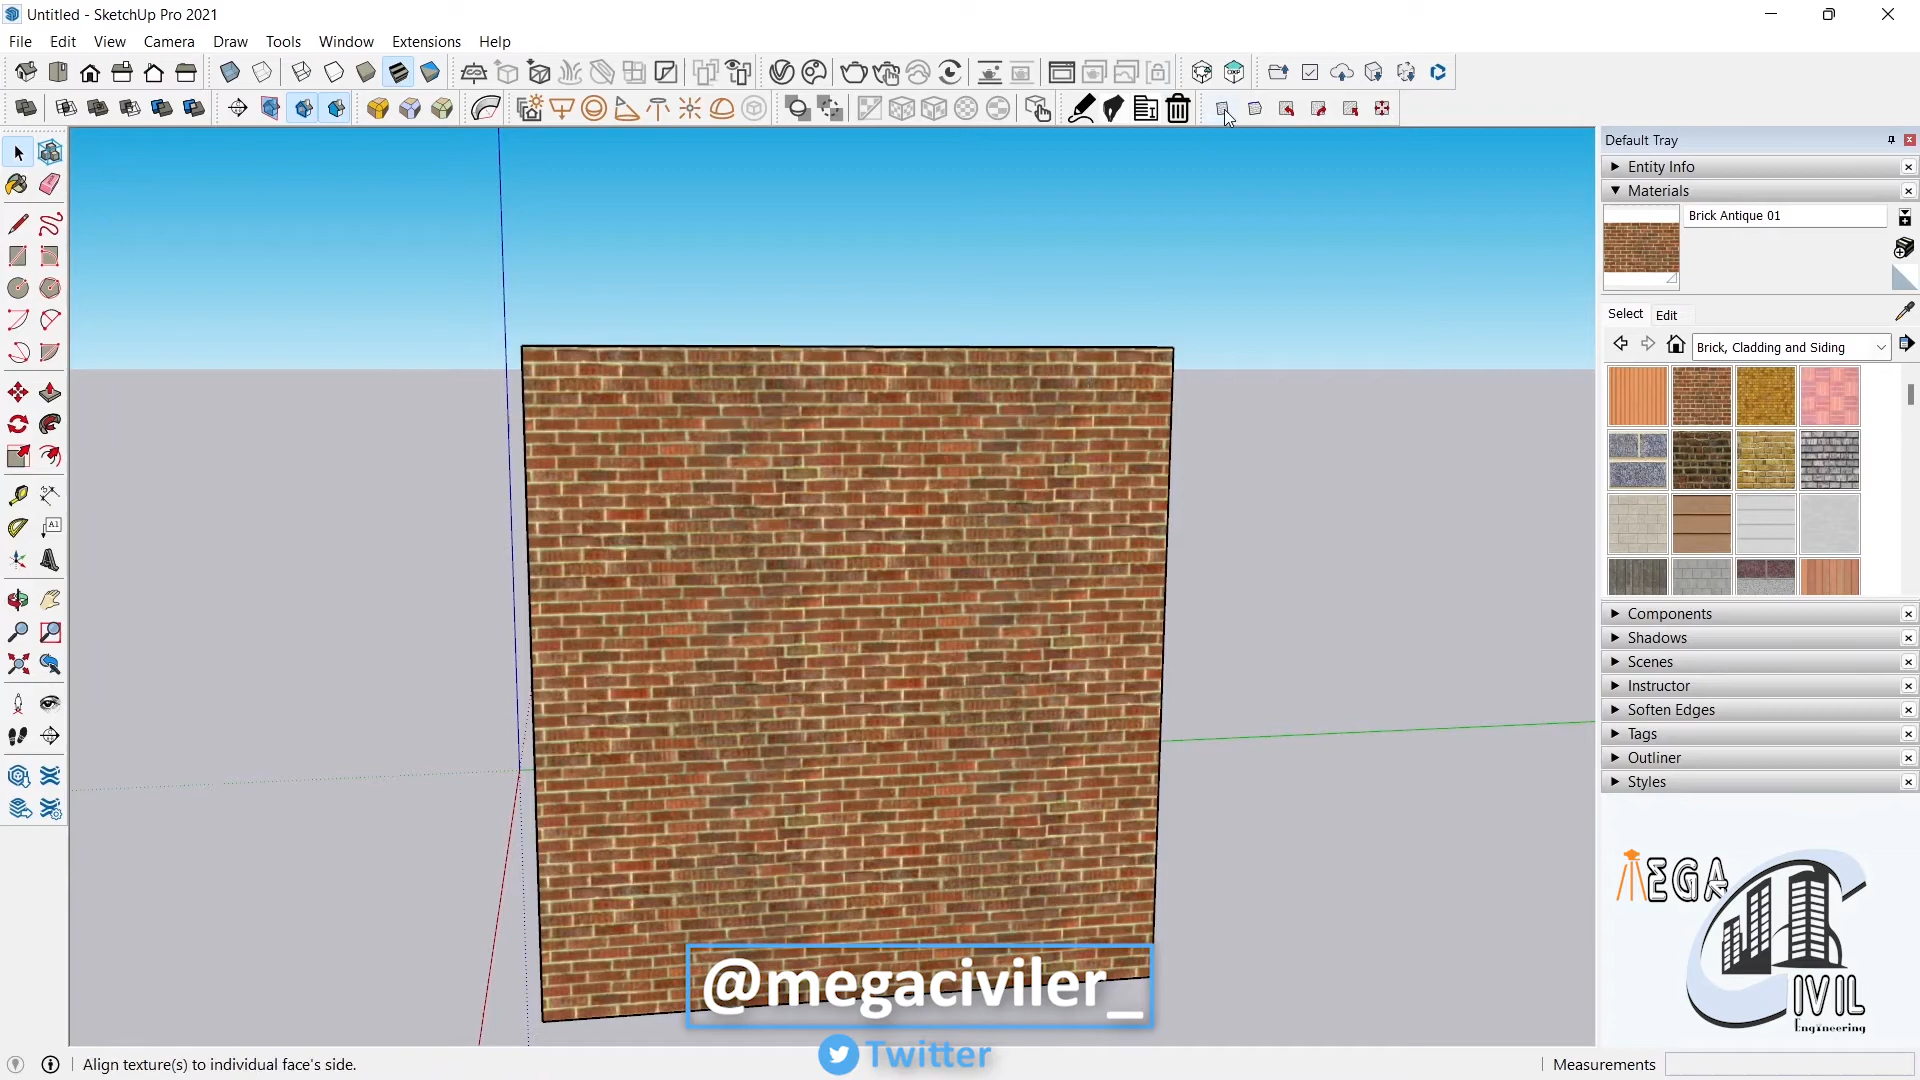 Untitled - SketchUp Pro 2021
File Edit View Camera Draw Tools Window Extensions Help
Default Tray
Entity Info
Materials
Brick Antique 01
Select Edit
Brick, Cladding and Siding
A1
Components
Shadows
Scenes
Instructor
Soften Edges
Tags
Outliner
Styles
MEGA
CIVIL
Engineering
@megaciviler_
Twitter
Align texture(s) to individual face's side.
Measurements